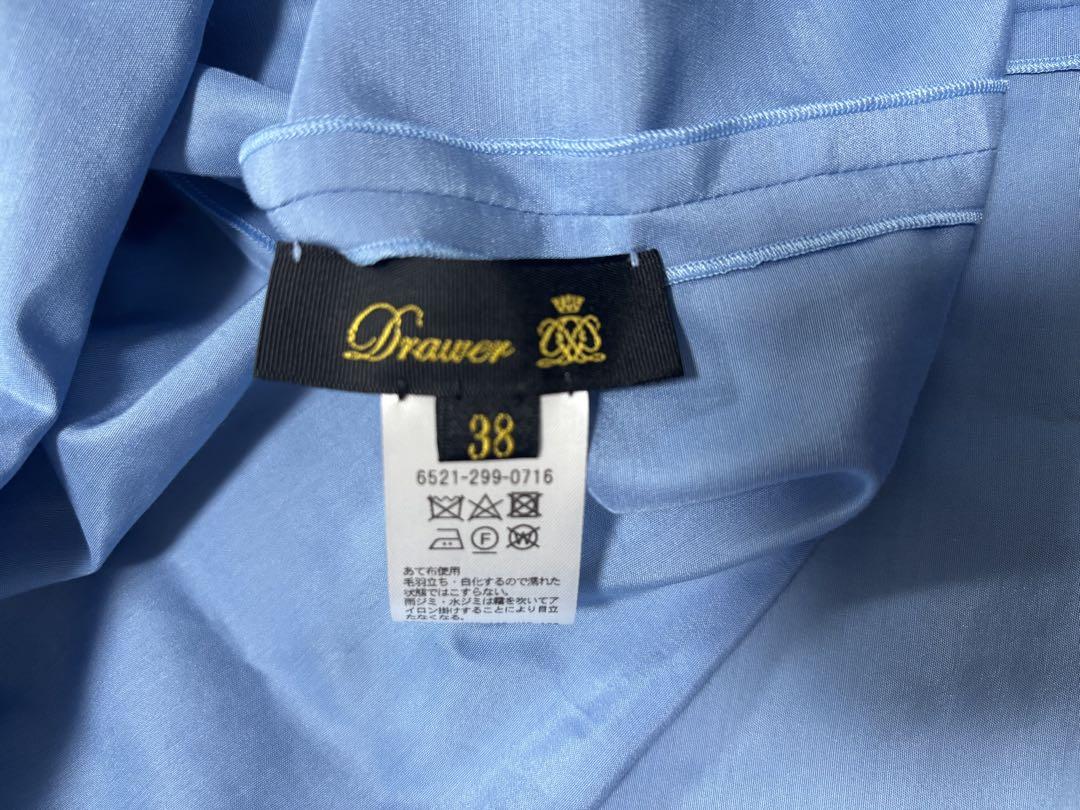 Drawer
38
6521-299-0716
あて布使用
毛羽立ち・白化するので濡れた
状態ではこすらない。
雨ジミ・水ジミは霧を吹いてア
イロン掛けすることにより目立
たなくなる。